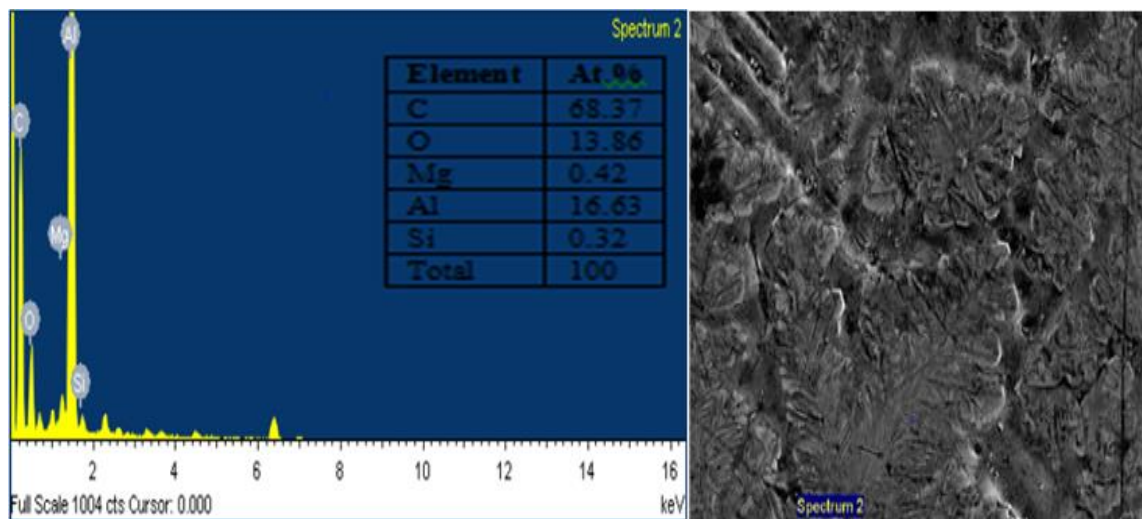 Spectrum 2
Al
C
Mg
O
Si
Element At.%
C 68.37
O 13.86
Mg 0.42
Al 16.63
Si 0.32
Total 100
2 4 6 8 10 12 14 16
Full Scale 1004 cts Cursor: 0.000 keV
Spectrum 2